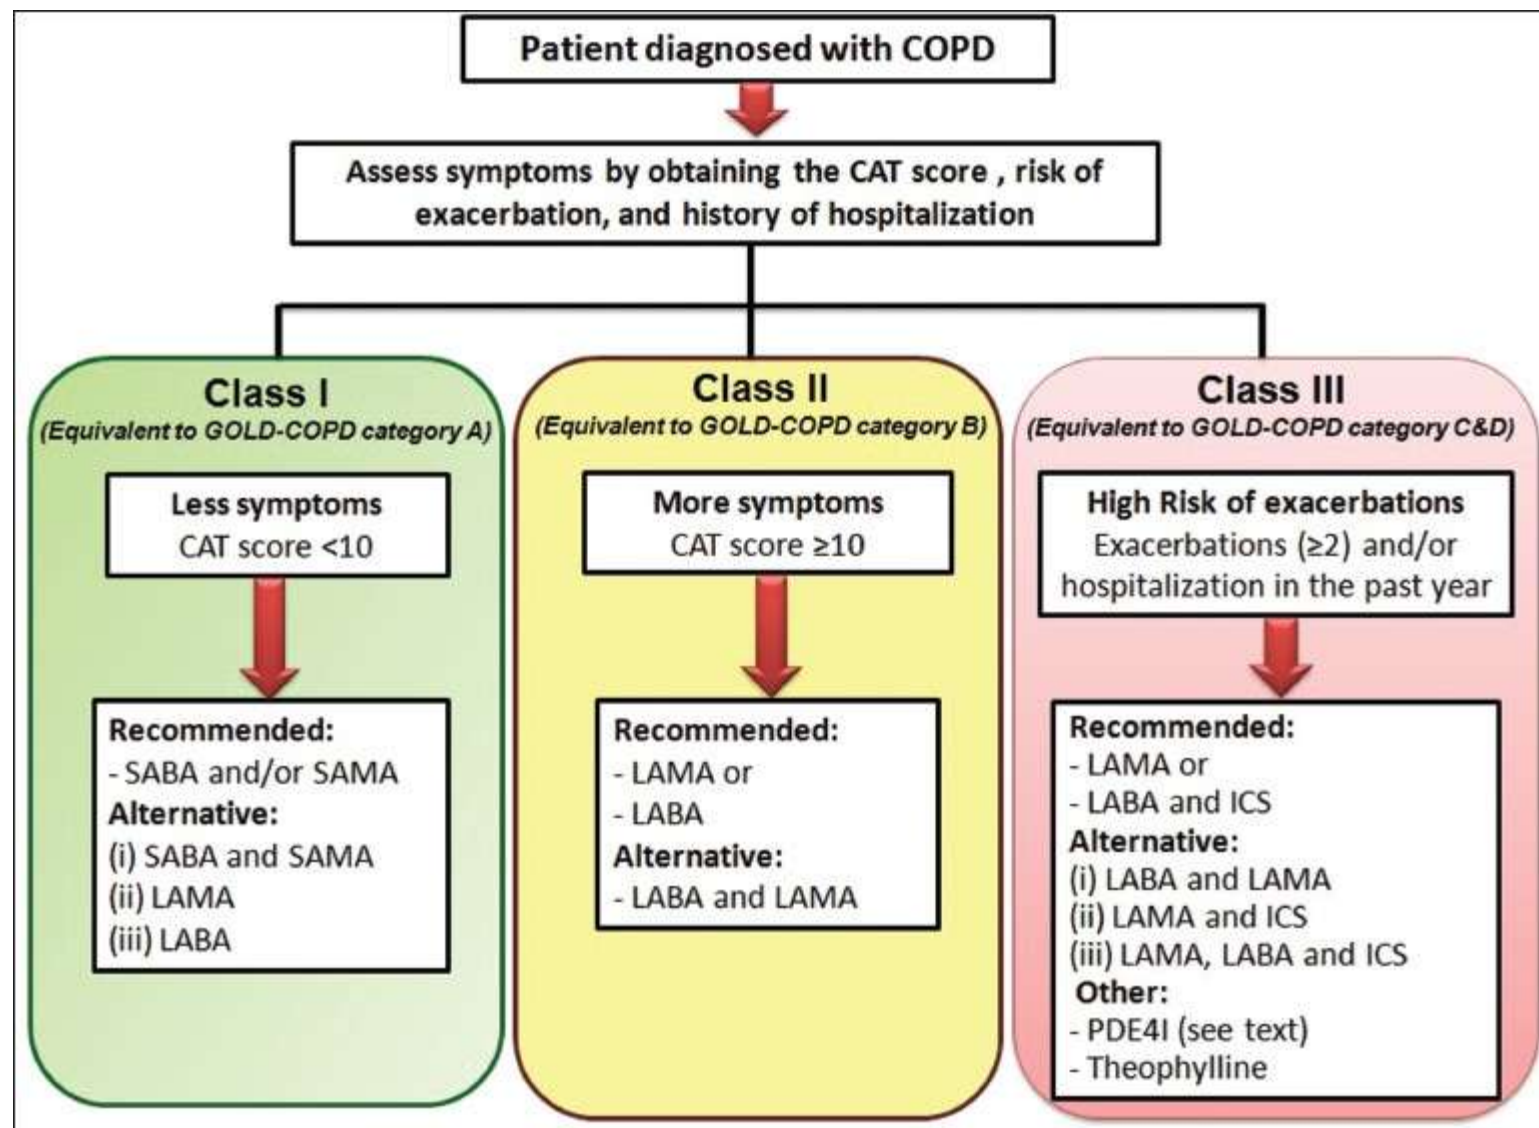 Patient diagnosed with COPD
Assess symptoms by obtaining the CAT score , risk of
exacerbation, and history of hospitalization
Class I
(Equivalent to GOLD-COPD category A)
Less symptoms
CAT score <10
Recommended:
- SABA and/or SAMA
Alternative:
(i) SABA and SAMA
(ii) LAMA
(iii) LABA
Class II
(Equivalent to GOLD-COPD category B)
More symptoms
CAT score ≥10
Recommended:
- LAMA or
- LABA
Alternative:
- LABA and LAMA
Class III
(Equivalent to GOLD-COPD category C&D)
High Risk of exacerbations
Exacerbations (≥2) and/or
hospitalization in the past year
Recommended:
- LAMA or
- LABA and ICS
Alternative:
(i) LABA and LAMA
(ii) LAMA and ICS
(iii) LAMA, LABA and ICS
Other:
- PDE4I (see text)
- Theophylline